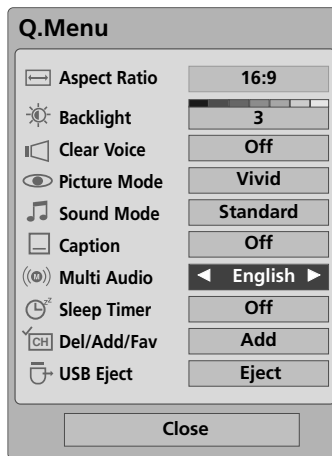 Q.Menu
Aspect Ratio 16:9
Backlight 3
Clear Voice Off
Picture Mode Vivid
Sound Mode Standard
Caption Off
Multi Audio ◄ English ►
Sleep Timer Off
CH Del/Add/Fav Add
USB Eject Eject
Close